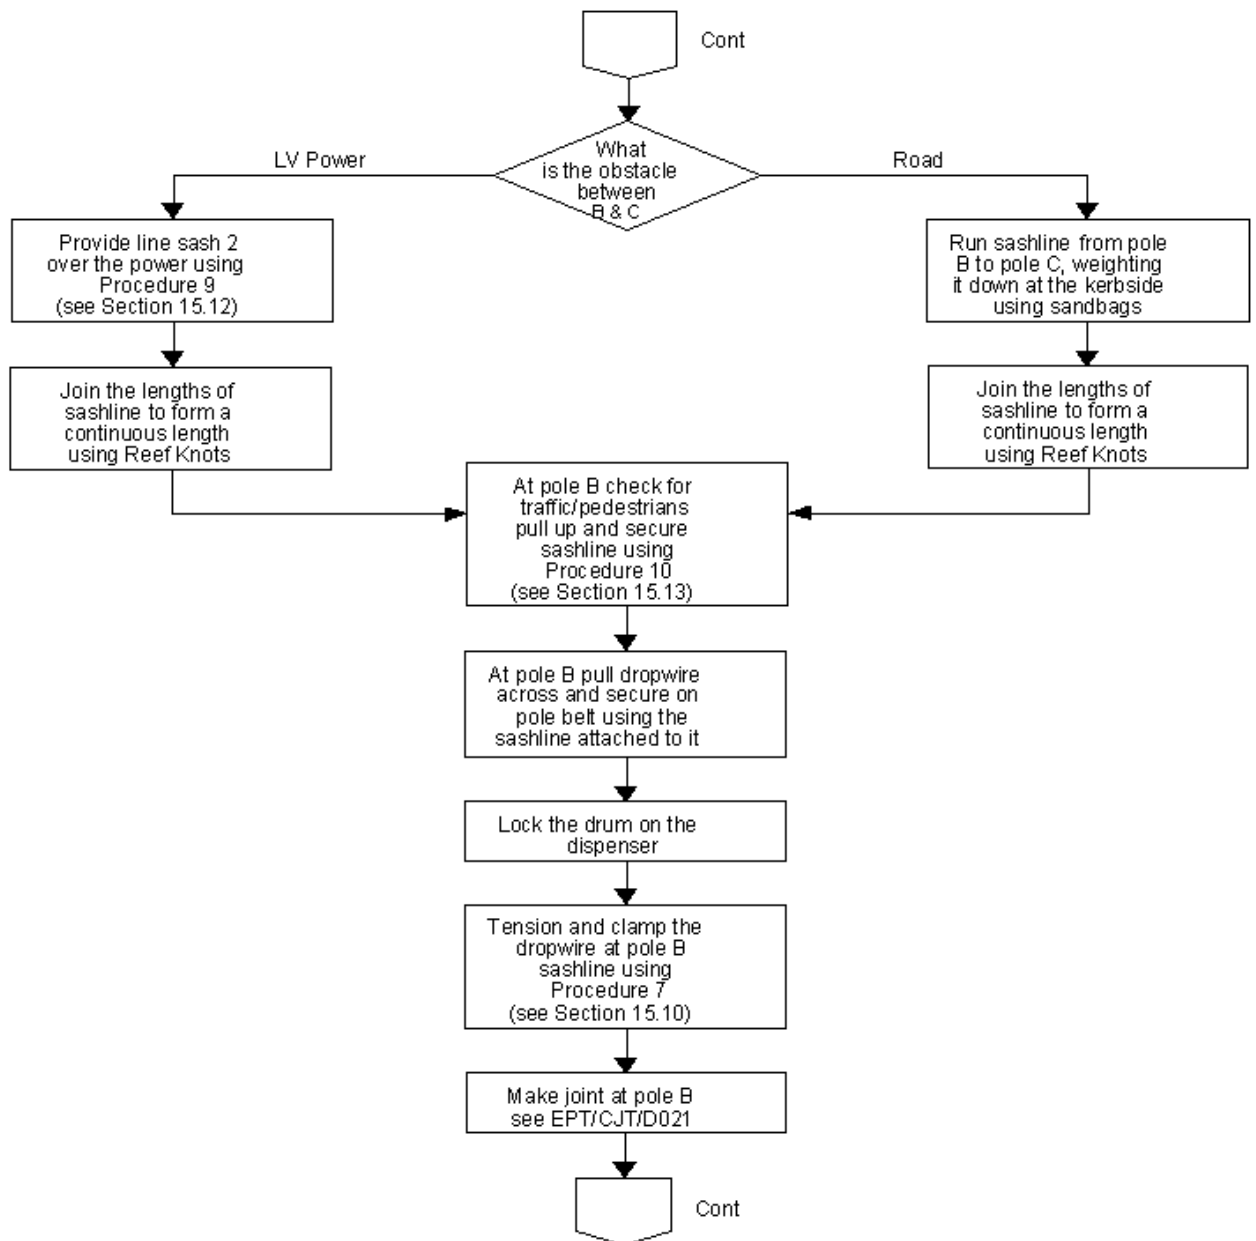 Cont
What
is the obstacle
between
B & C
LV Power
Road
Provide line sash 2
over the power using
Procedure 9
(see Section 15.12)
Run sashline from pole
B to pole C, weighting
it down at the kerbside
using sandbags
Join the lengths of
sashline to form a
continuous length
using Reef Knots
Join the lengths of
sashline to form a
continuous length
using Reef Knots
At pole B check for
traffic/pedestrians
pull up and secure
sashline using
Procedure 10
(see Section 15.13)
At pole B pull dropwire
across and secure on
pole belt using the
sashline attached to it
Lock the drum on the
dispenser
Tension and clamp the
dropwire at pole B
sashline using
Procedure 7
(see Section 15.10)
Make joint at pole B
see EPT/CJT/D021
Cont